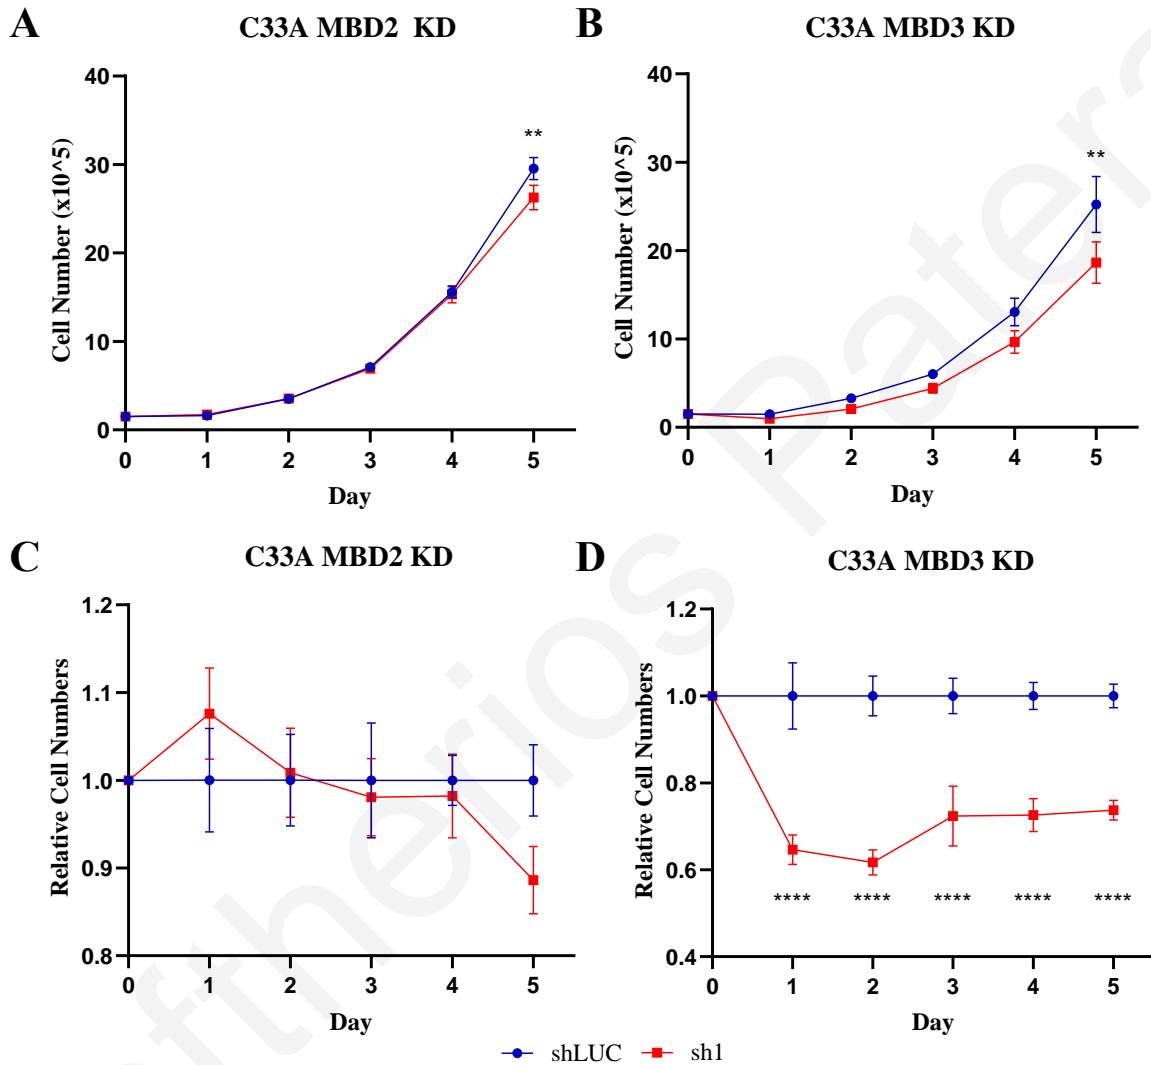 A
C33A MBD2 KD
Cell Number (x10^5)
40
30
20
10
0
**
0 1 2 3 4 5
Day
B
C33A MBD3 KD
Cell Number (x10^5)
40
30
20
10
0
**
0 1 2 3 4 5
Day
C
C33A MBD2 KD
Relative Cell Numbers
1.2
1.1
1.0
0.9
0.8
0 1 2 3 4 5
Day
D
C33A MBD3 KD
Relative Cell Numbers
1.2
1.0
0.8
0.6
0.4
**** **** **** **** ****
0 1 2 3 4 5
Day
shLUC sh1